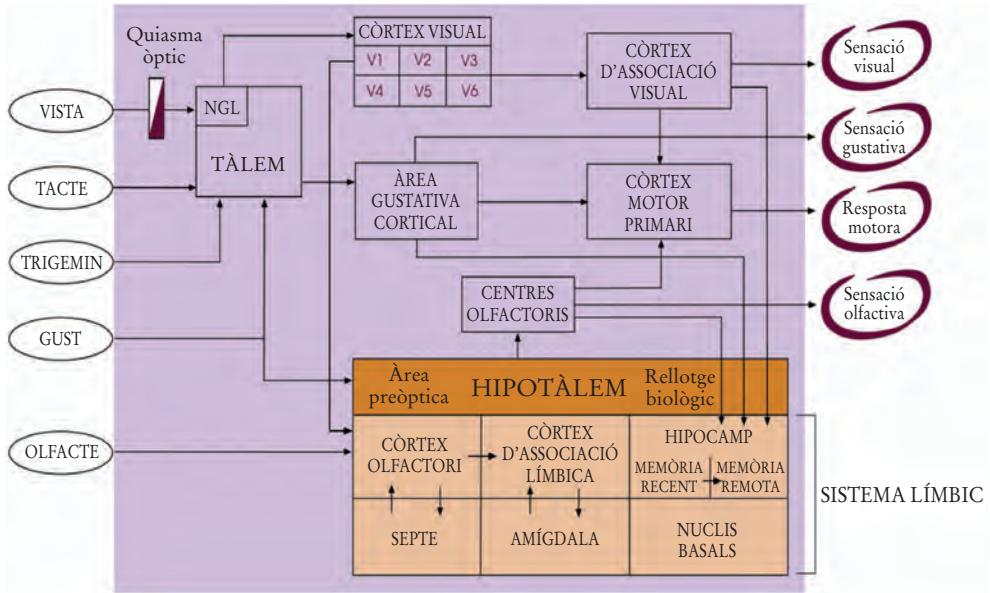 Quiasma
òptic
CÒRTEX VISUAL
V1 V2 V3
V4 V5 V6
CÒRTEX
D'ASSOCIACIÓ
VISUAL
Sensació
visual
VISTA
NGL
TÀLEM
Sensació
gustativa
TACTE
ÀREA
GUSTATIVA
CORTICAL
CÒRTEX
MOTOR
PRIMARI
Resposta
motora
TRIGEMIN
CENTRES
OLFACTORIS
Sensació
olfactiva
GUST
Àrea
preòptica
HIPOTÀLEM
Rellotge
biològic
OLFACTE
CÒRTEX
OLFACTORI
CÒRTEX
D'ASSOCIACIÓ
LÍMBICA
HIPOCAMP
MEMÒRIA
RECENT
MEMÒRIA
REMOTA
SISTEMA LÍMBIC
SEPTE
AMÍGDALA
NUCLIS
BASALS